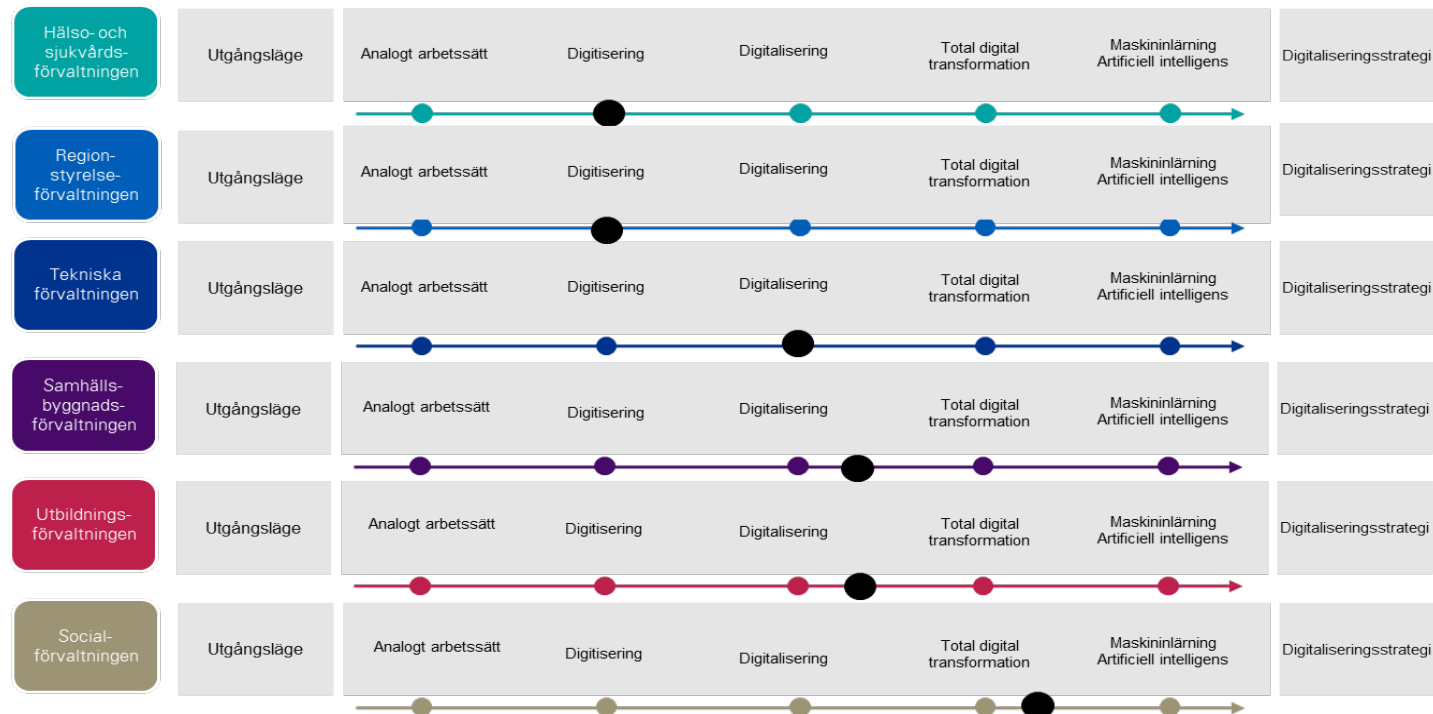 Hälso- och
sjukvårds-
förvaltningen
Utgångsläge
Analogt arbetssätt
Digitisering
Digitalisering
Total digital
transformation
Maskininlärning
Artificiell intelligens
Digitaliseringsstrategi
Region-
styrelse-
förvaltningen
Utgångsläge
Analogt arbetssätt
Digitisering
Digitalisering
Total digital
transformation
Maskininlärning
Artificiell intelligens
Digitaliseringsstrategi
Tekniska
förvaltningen
Utgångsläge
Analogt arbetssätt
Digitisering
Digitalisering
Total digital
transformation
Maskininlärning
Artificiell intelligens
Digitaliseringsstrategi
Samhälls-
byggnads-
förvaltningen
Utgångsläge
Analogt arbetssätt
Digitisering
Digitalisering
Total digital
transformation
Maskininlärning
Artificiell intelligens
Digitaliseringsstrategi
Utbildnings-
förvaltningen
Utgångsläge
Analogt arbetssätt
Digitisering
Digitalisering
Total digital
transformation
Maskininlärning
Artificiell intelligens
Digitaliseringsstrategi
Social-
förvaltningen
Utgångsläge
Analogt arbetssätt
Digitisering
Digitalisering
Total digital
transformation
Maskininlärning
Artificiell intelligens
Digitaliseringsstrategi